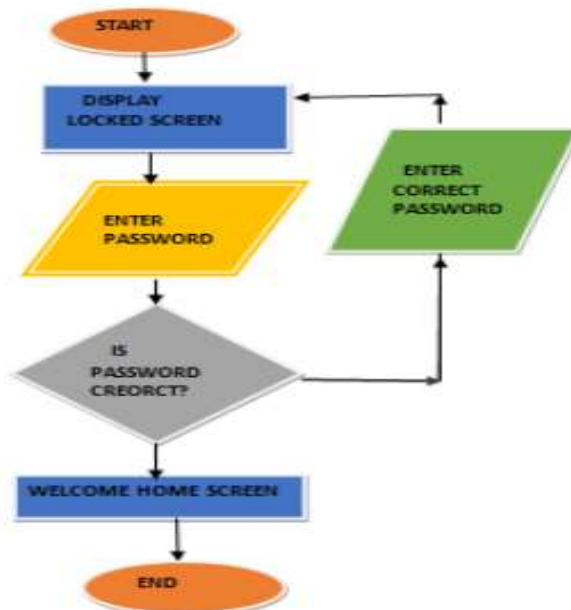 START
DISPLAY
LOCKED SCREEN
ENTER
PASSWORD
IS
PASSWORD
CREORCT?
ENTER
CORRECT
PASSWORD
WELCOME HOME SCREEN
END